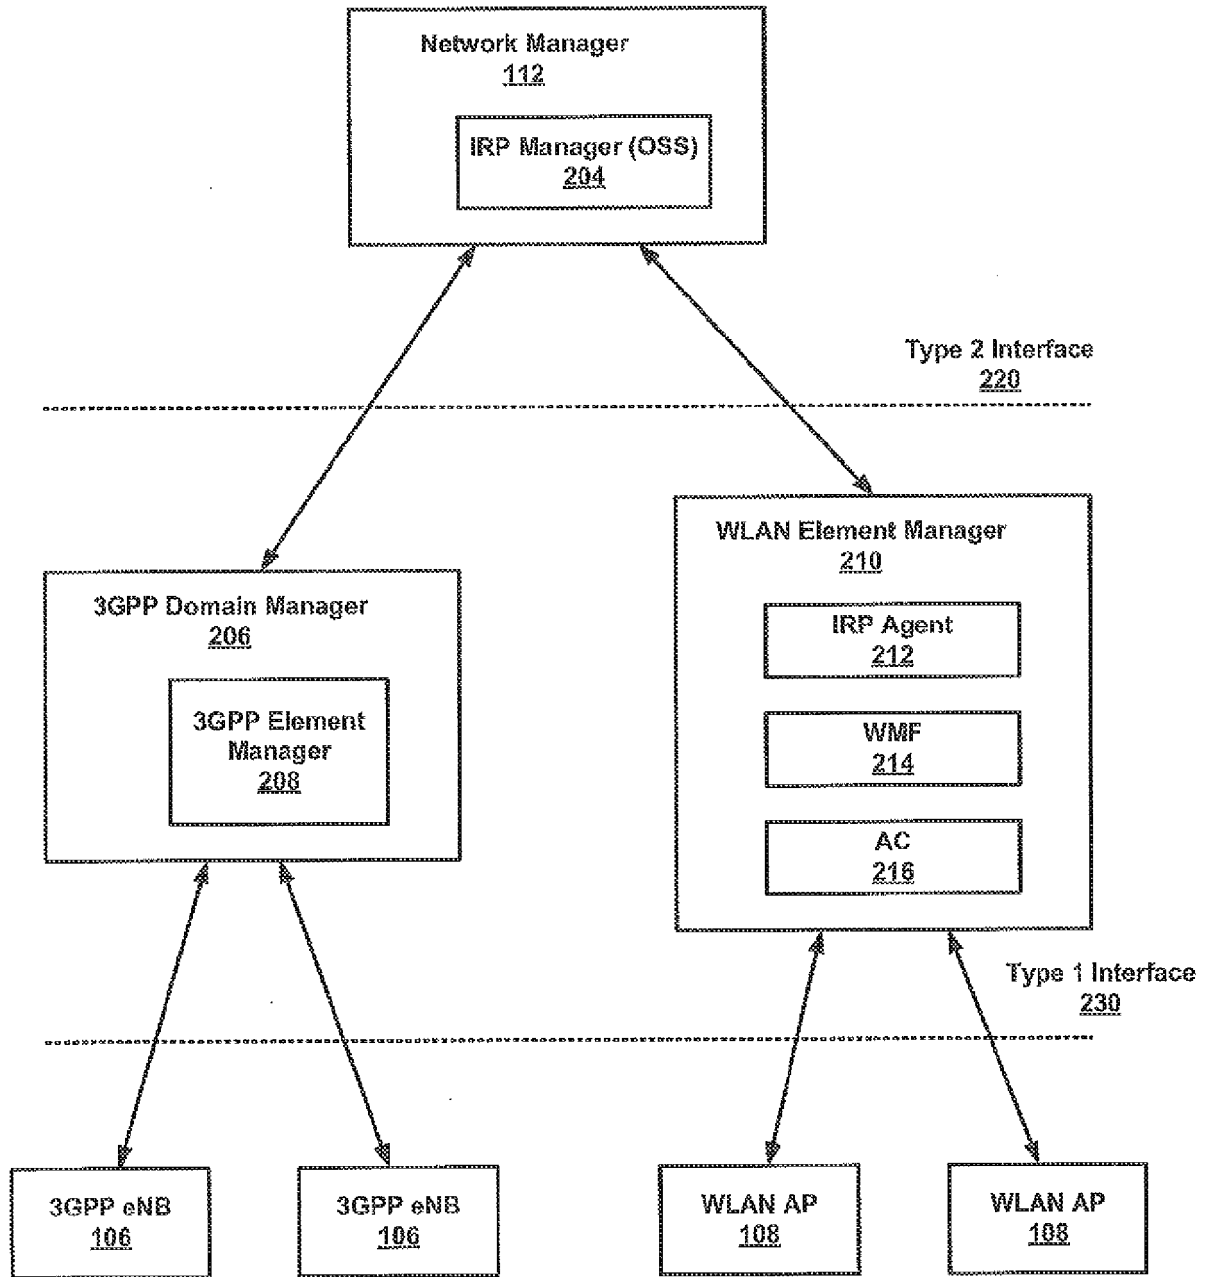 Network Manager
112
IRP Manager (OSS)
204
Type 2 Interface
220
WLAN Element Manager
210
3GPP Domain Manager
206
IRP Agent
212
3GPP Element
Manager
208
WMF
214
AC
216
Type 1 Interface
230
3GPP eNB
106
3GPP eNB
106
WLAN AP
108
WLAN AP
108